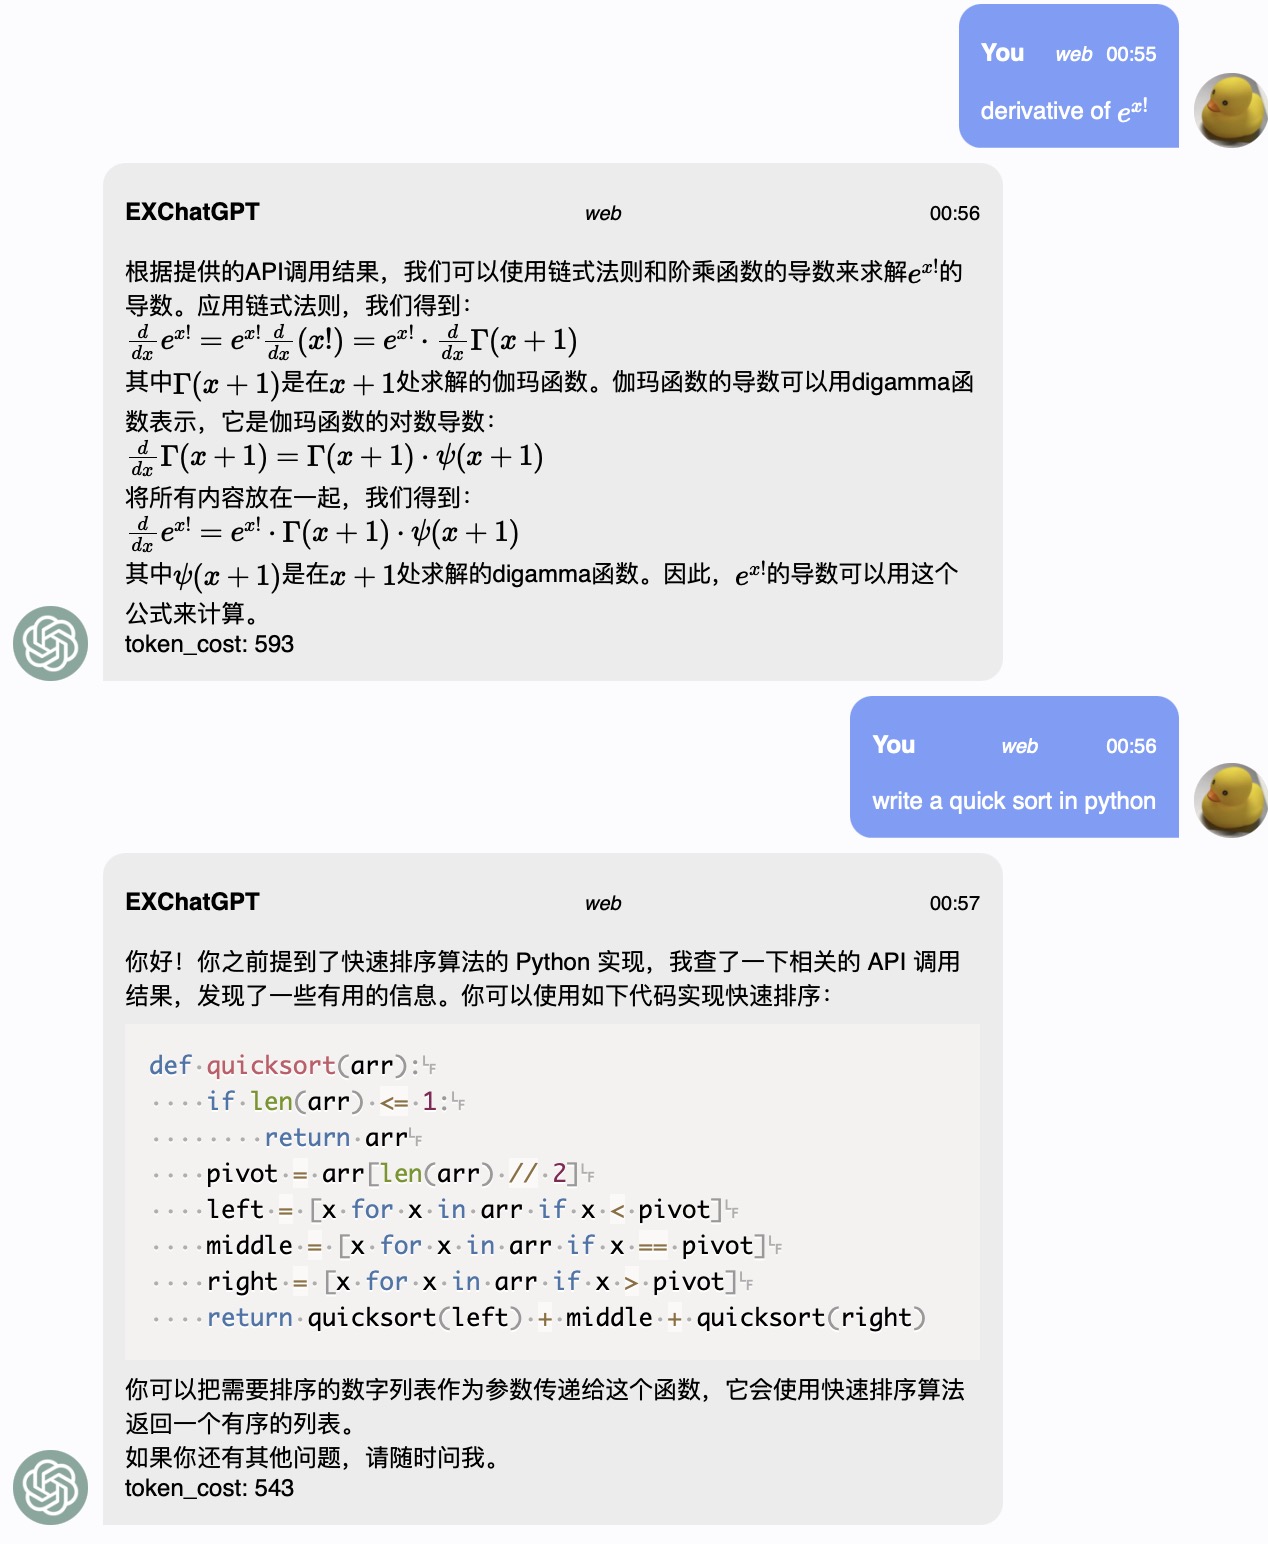 You web 00:55
derivative of $e^{x!}$
EXChatGPT web 00:56
根据提供的API调用结果，我们可以使用链式法则和阶乘函数的导数来求解$e^{x!}$的
导数。应用链式法则，我们得到：
$\frac{d}{dx}e^{x!} = e^{x!}\frac{d}{dx}(x!) = e^{x!} \cdot \frac{d}{dx}\Gamma(x+1)$
其中$\Gamma(x+1)$是在$x+1$处求解的伽玛函数。伽玛函数的导数可以用digamma函
数表示，它是伽玛函数的对数导数：
$\frac{d}{dx}\Gamma(x+1) = \Gamma(x+1) \cdot \psi(x+1)$
将所有内容放在一起，我们得到：
$\frac{d}{dx}e^{x!} = e^{x!} \cdot \Gamma(x+1) \cdot \psi(x+1)$
其中$\psi(x+1)$是在$x+1$处求解的digamma函数。因此，$e^{x!}$的导数可以用这个
公式来计算。
token_cost: 593
You web 00:56
write a quick sort in python
EXChatGPT web 00:57
你好！你之前提到了快速排序算法的 Python 实现，我查了一下相关的 API 调用
结果，发现了一些有用的信息。你可以使用如下代码实现快速排序：
def quicksort(arr):
    if len(arr) <= 1:
        return arr
    pivot = arr[len(arr) // 2]
    left = [x for x in arr if x < pivot]
    middle = [x for x in arr if x == pivot]
    right = [x for x in arr if x > pivot]
    return quicksort(left) + middle + quicksort(right)
你可以把需要排序的数字列表作为参数传递给这个函数，它会使用快速排序算法
返回一个有序的列表。
如果你还有其他问题，请随时问我。
token_cost: 543